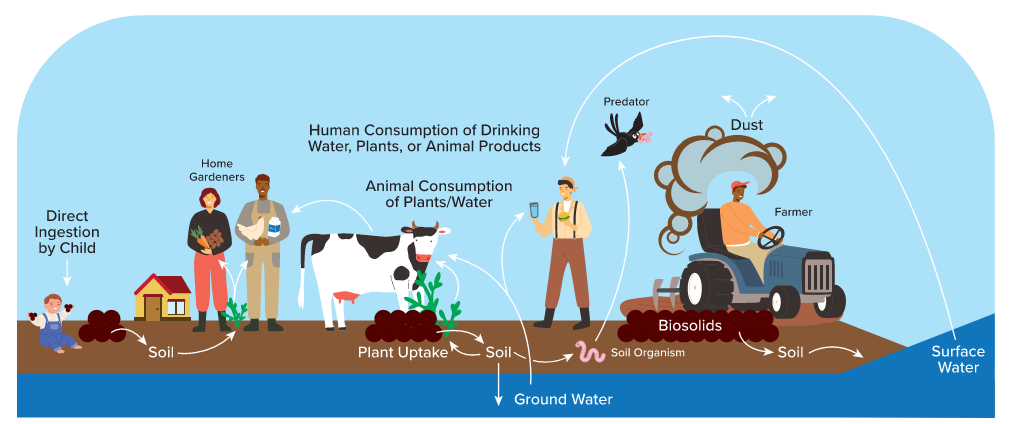 Predator
Dust
Human Consumption of Drinking
Water, Plants, or Animal Products
Home
Gardeners
Animal Consumption
of Plants/Water
Direct
Ingestion
by Child
Farmer
Biosolids
Soil
Plant Uptake
Soil
Soil Organism
Soil
Surface
Water
Ground Water